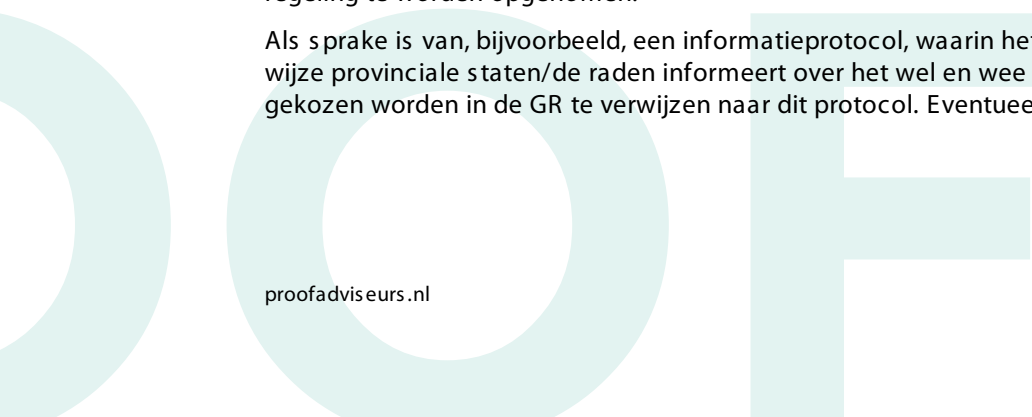 regeling te worden opgenomen.
Als sprake is van, bijvoorbeeld, een informatieprotocol, waarin het
wijze provinciale staten/de raden informeert over het wel en wee
gekozen worden in de GR te verwijzen naar dit protocol. Eventuee
proofadviseurs.nl
OOF